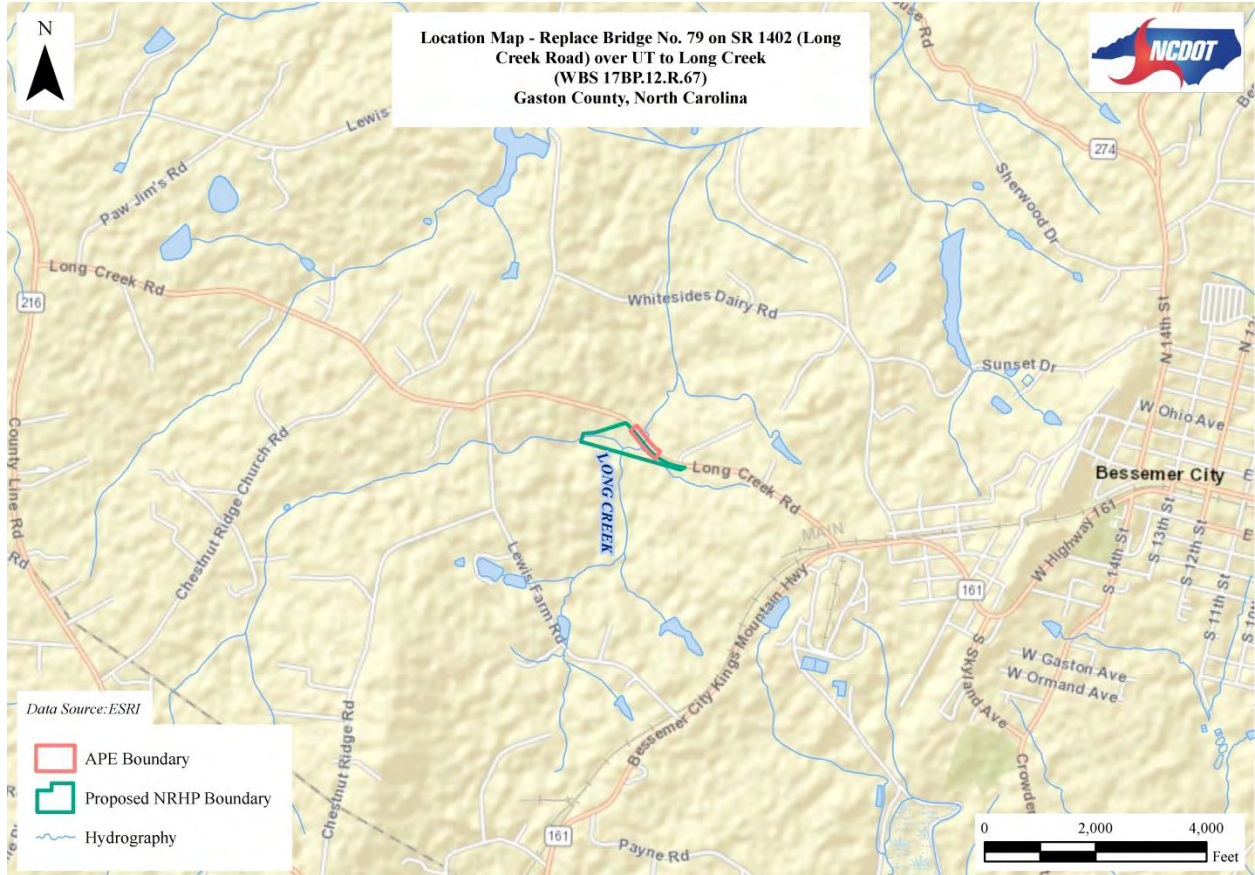 N
Location Map - Replace Bridge No. 79 on SR 1402 (Long
Creek Road) over UT to Long Creek
(WBS 17BP.12.R.67)
Gaston County, North Carolina
NCDOT
Lewis
Paw Jim's Rd
274
Sherwood Dr
Long Creek Rd
216
Whitesides Dairy Rd
N 14th St
N 12
Sunset Dr
W Ohio Ave
County Line Rd
Chestnut Ridge Church Rd
LONG CREEK
Long Creek Rd
Bessemer City
MAIN
W Highway 161
S 14th St
S 13th St
S 12th St
S 11th St
S 10th
E
E
E
Rd
Lewis Farm Rd
161
S Skyland Ave
W Gaston Ave
W Ormand Ave
Bessemer City Kings Mountain Hwy
Chestnut Ridge Rd
Crowder
161
Payne Rd
Data Source:ESRI
APE Boundary
Proposed NRHP Boundary
Hydrography
0 2,000 4,000
Feet